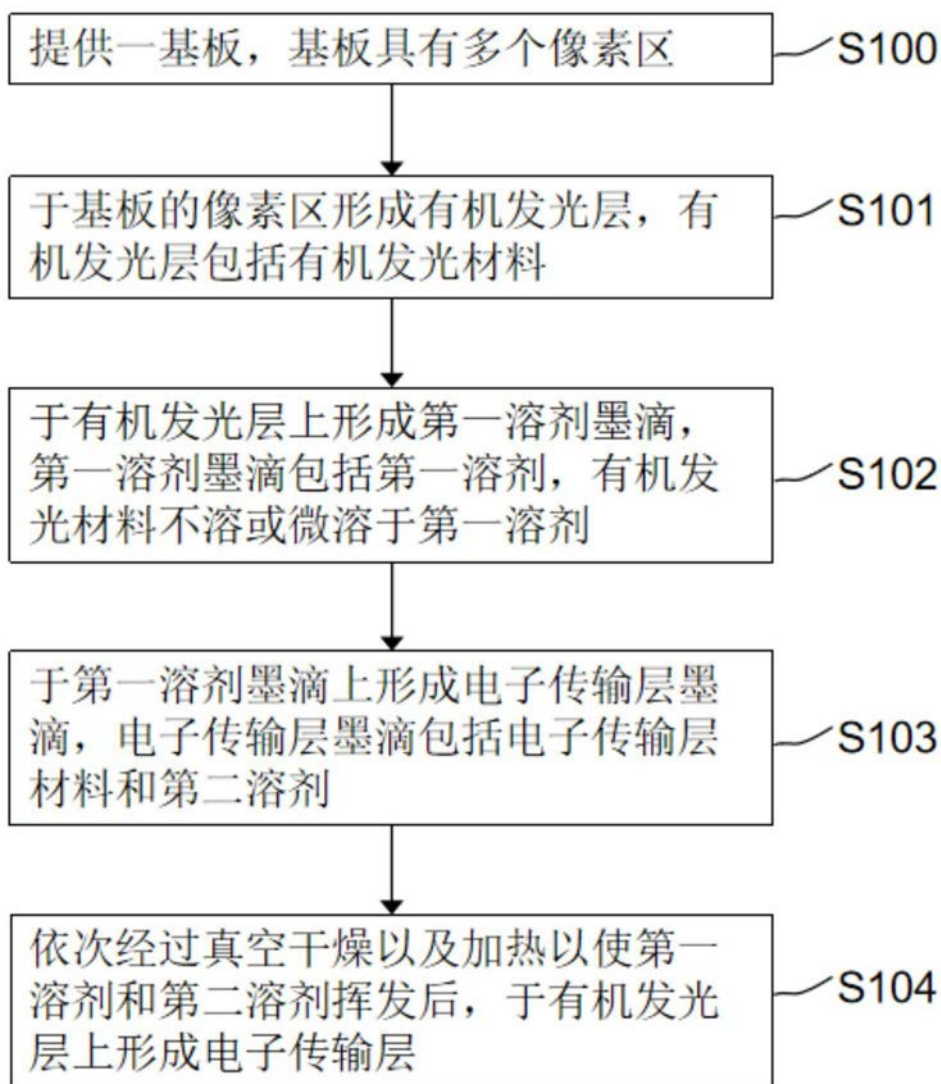 提供一基板，基板具有多个像素区
S100
于基板的像素区形成有机发光层，有
机发光层包括有机发光材料
S101
于有机发光层上形成第一溶剂墨滴，
第一溶剂墨滴包括第一溶剂，有机发
光材料不溶或微溶于第一溶剂
S102
于第一溶剂墨滴上形成电子传输层墨
滴，电子传输层墨滴包括电子传输层
材料和第二溶剂
S103
依次经过真空干燥以及加热以使第一
溶剂和第二溶剂挥发后，于有机发光
层上形成电子传输层
S104